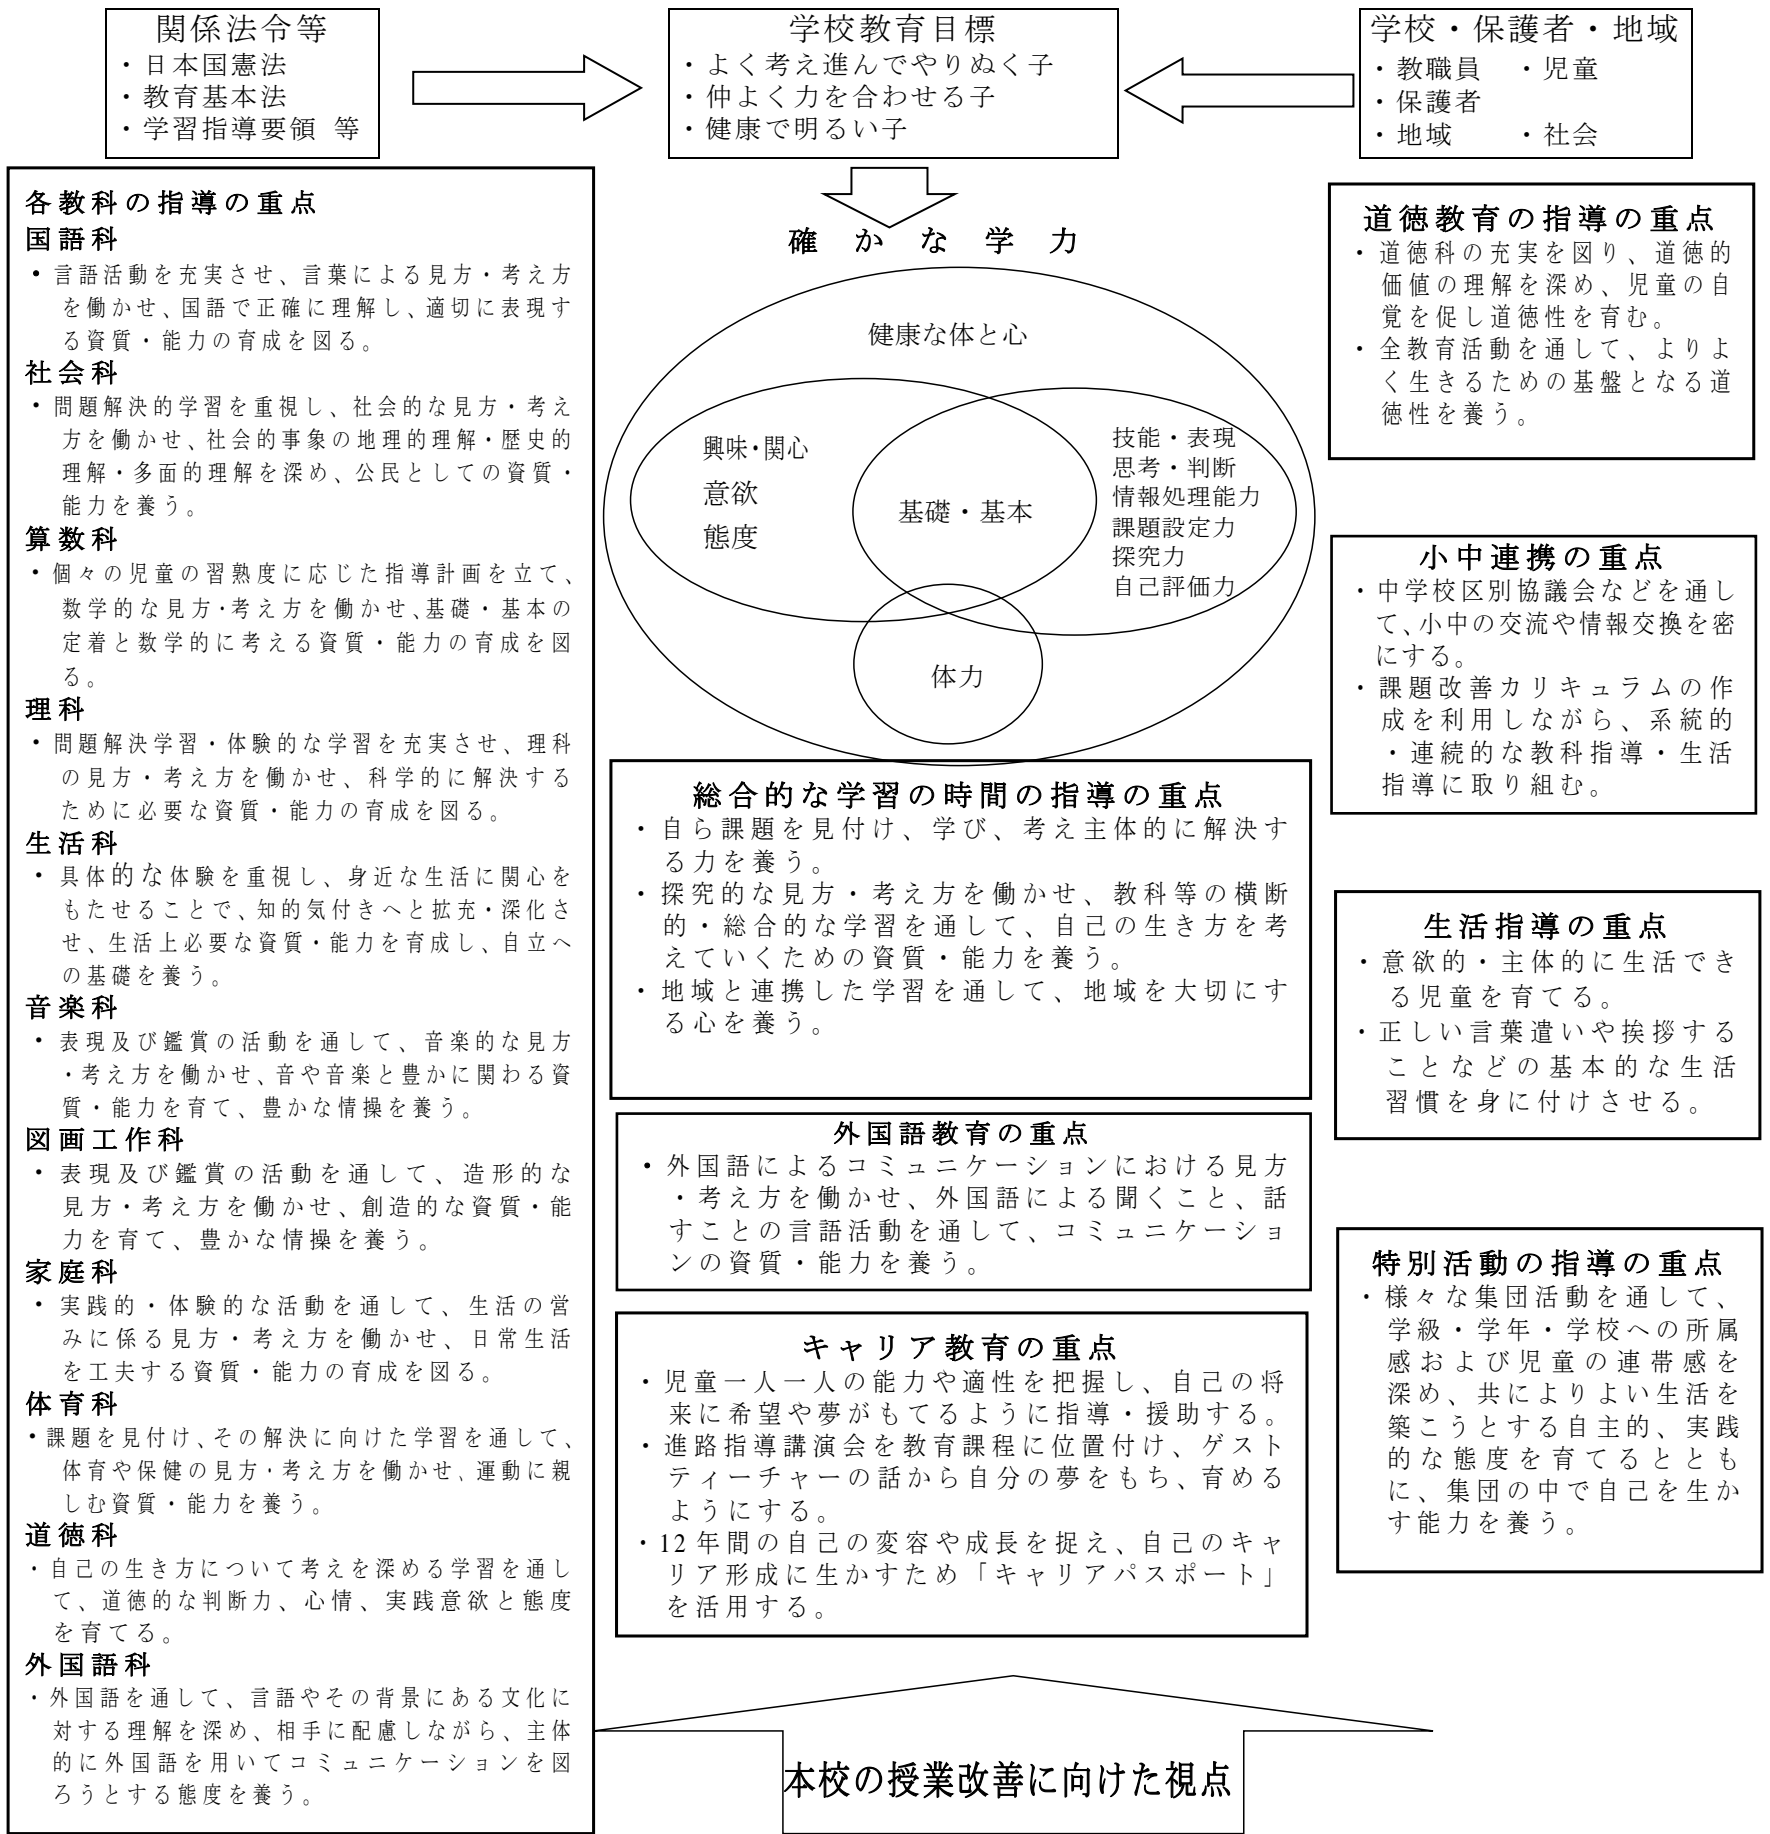 関係法令等
・日本国憲法
・教育基本法
・学習指導要領 等
学校教育目標
・よく考え進んでやりぬく子
・仲よく力を合わせる子
・健康で明るい子
学校・保護者・地域
・教職員 ・児童
・保護者
・地域 ・社会
各教科の指導の重点
国語科
・言語活動を充実させ、言葉による見方・考え方
を働かせ、国語で正確に理解し、適切に表現す
る資質・能力の育成を図る。
社会科
・問題解決的学習を重視し、社会的な見方・考え
方を働かせ、社会的事象の地理的理解・歴史的
理解・多面的理解を深め、公民としての資質・
能力を養う。
算数科
・個々の児童の習熟度に応じた指導計画を立て、
数学的な見方・考え方を働かせ、基礎・基本の
定着と数学的に考える資質・能力の育成を図
る。
理科
・問題解決学習・体験的な学習を充実させ、理科
の見方・考え方を働かせ、科学的に解決する
ために必要な資質・能力の育成を図る。
生活科
・具体的な体験を重視し、身近な生活に関心を
もたせることで、知的気付きへと拡充・深化さ
せ、生活上必要な資質・能力を育成し、自立へ
の基礎を養う。
音楽科
・表現及び鑑賞の活動を通して、音楽的な見方
・考え方を働かせ、音や音楽と豊かに関わる資
質・能力を育て、豊かな情操を養う。
図画工作科
・表現及び鑑賞の活動を通して、造形的な
見方・考え方を働かせ、創造的な資質・能
力を育て、豊かな情操を養う。
家庭科
・実践的・体験的な活動を通して、生活の営
みに係る見方・考え方を働かせ、日常生活
を工夫する資質・能力の育成を図る。
体育科
・課題を見付け、その解決に向けた学習を通して、
体育や保健の見方・考え方を働かせ、運動に親
しむ資質・能力を養う。
道徳科
・自己の生き方について考えを深める学習を通し
て、道徳的な判断力、心情、実践意欲と態度
を育てる。
外国語科
・外国語を通して、言語やその背景にある文化に
対する理解を深め、相手に配慮しながら、主体
的に外国語を用いてコミュニケーションを図
ろうとする態度を養う。
確かな学力
健康な体と心
興味・関心
意欲
態度
基礎・基本
技能・表現
思考・判断
情報処理能力
課題設定力
探究力
自己評価力
体力
総合的な学習の時間の指導の重点
・自ら課題を見付け、学び、考え主体的に解決す
る力を養う。
・探究的な見方・考え方を働かせ、教科等の横断
的・総合的な学習を通して、自己の生き方を考
えていくための資質・能力を養う。
・地域と連携した学習を通して、地域を大切にす
る心を養う。
外国語教育の重点
・外国語によるコミュニケーションにおける見方
・考え方を働かせ、外国語による聞くこと、話
すことの言語活動を通して、コミュニケーショ
ンの資質・能力を養う。
キャリア教育の重点
・児童一人一人の能力や適性を把握し、自己の将
来に希望や夢がもてるように指導・援助する。
・進路指導講演会を教育課程に位置付け、ゲスト
ティーチャーの話から自分の夢をもち、育める
ようにする。
・12年間の自己の変容や成長を捉え、自己のキャ
リア形成に生かすため「キャリアパスポート」
を活用する。
道徳教育の指導の重点
・道徳科の充実を図り、道徳的
価値の理解を深め、児童の自
覚を促し道徳性を育む。
・全教育活動を通して、よりよ
く生きるための基盤となる道
徳性を養う。
小中連携の重点
・中学校区別協議会などを通し
て、小中の交流や情報交換を密
にする。
・課題改善カリキュラムの作
成を利用しながら、系統的
・連続的な教科指導・生活
指導に取り組む。
生活指導の重点
・意欲的・主体的に生活でき
る児童を育てる。
・正しい言葉遣いや挨拶する
ことなどの基本的な生活
習慣を身に付けさせる。
特別活動の指導の重点
・様々な集団活動を通して、
学級・学年・学校への所属
感および児童の連帯感を
深め、共によりよい生活を
築こうとする自主的、実践
的な態度を育てるととも
に、集団の中で自己を生か
す能力を養う。
本校の授業改善に向けた視点